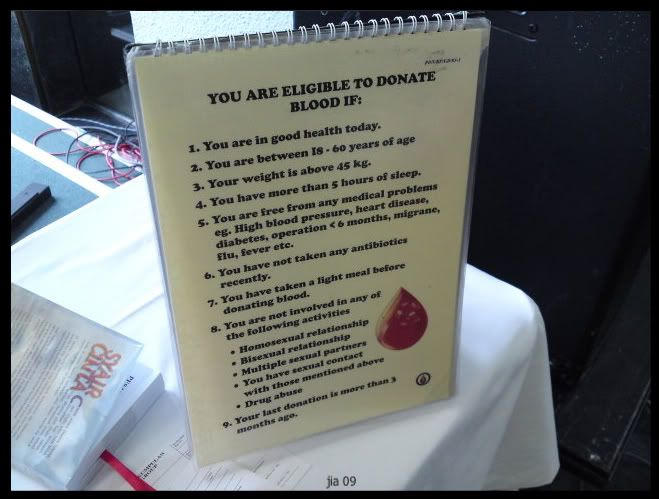 YOU ARE ELIGIBLE TO DONATE
BLOOD IF:
1. You are in good health today.
2. You are between I8 - 60 years of age
3. Your weight is above 45 kg.
4. You have more than 5 hours of sleep.
5. You are free from any medical problems
eg. High blood pressure, heart disease,
diabetes, operation < 6 months, migrane,
flu, fever etc.
6. You have not taken any antibiotics
recently.
7. You have taken a light meal before
donating blood.
8. You are not involved in any of
the following activities
• Homosexual relationship
• Bisexual relationship
• Multiple sexual partners
• You have sexual contact
with those mentioned above
• Drug abuse
9. Your last donation is more than 3
months ago.
SYAIR
CINTA
jia 09